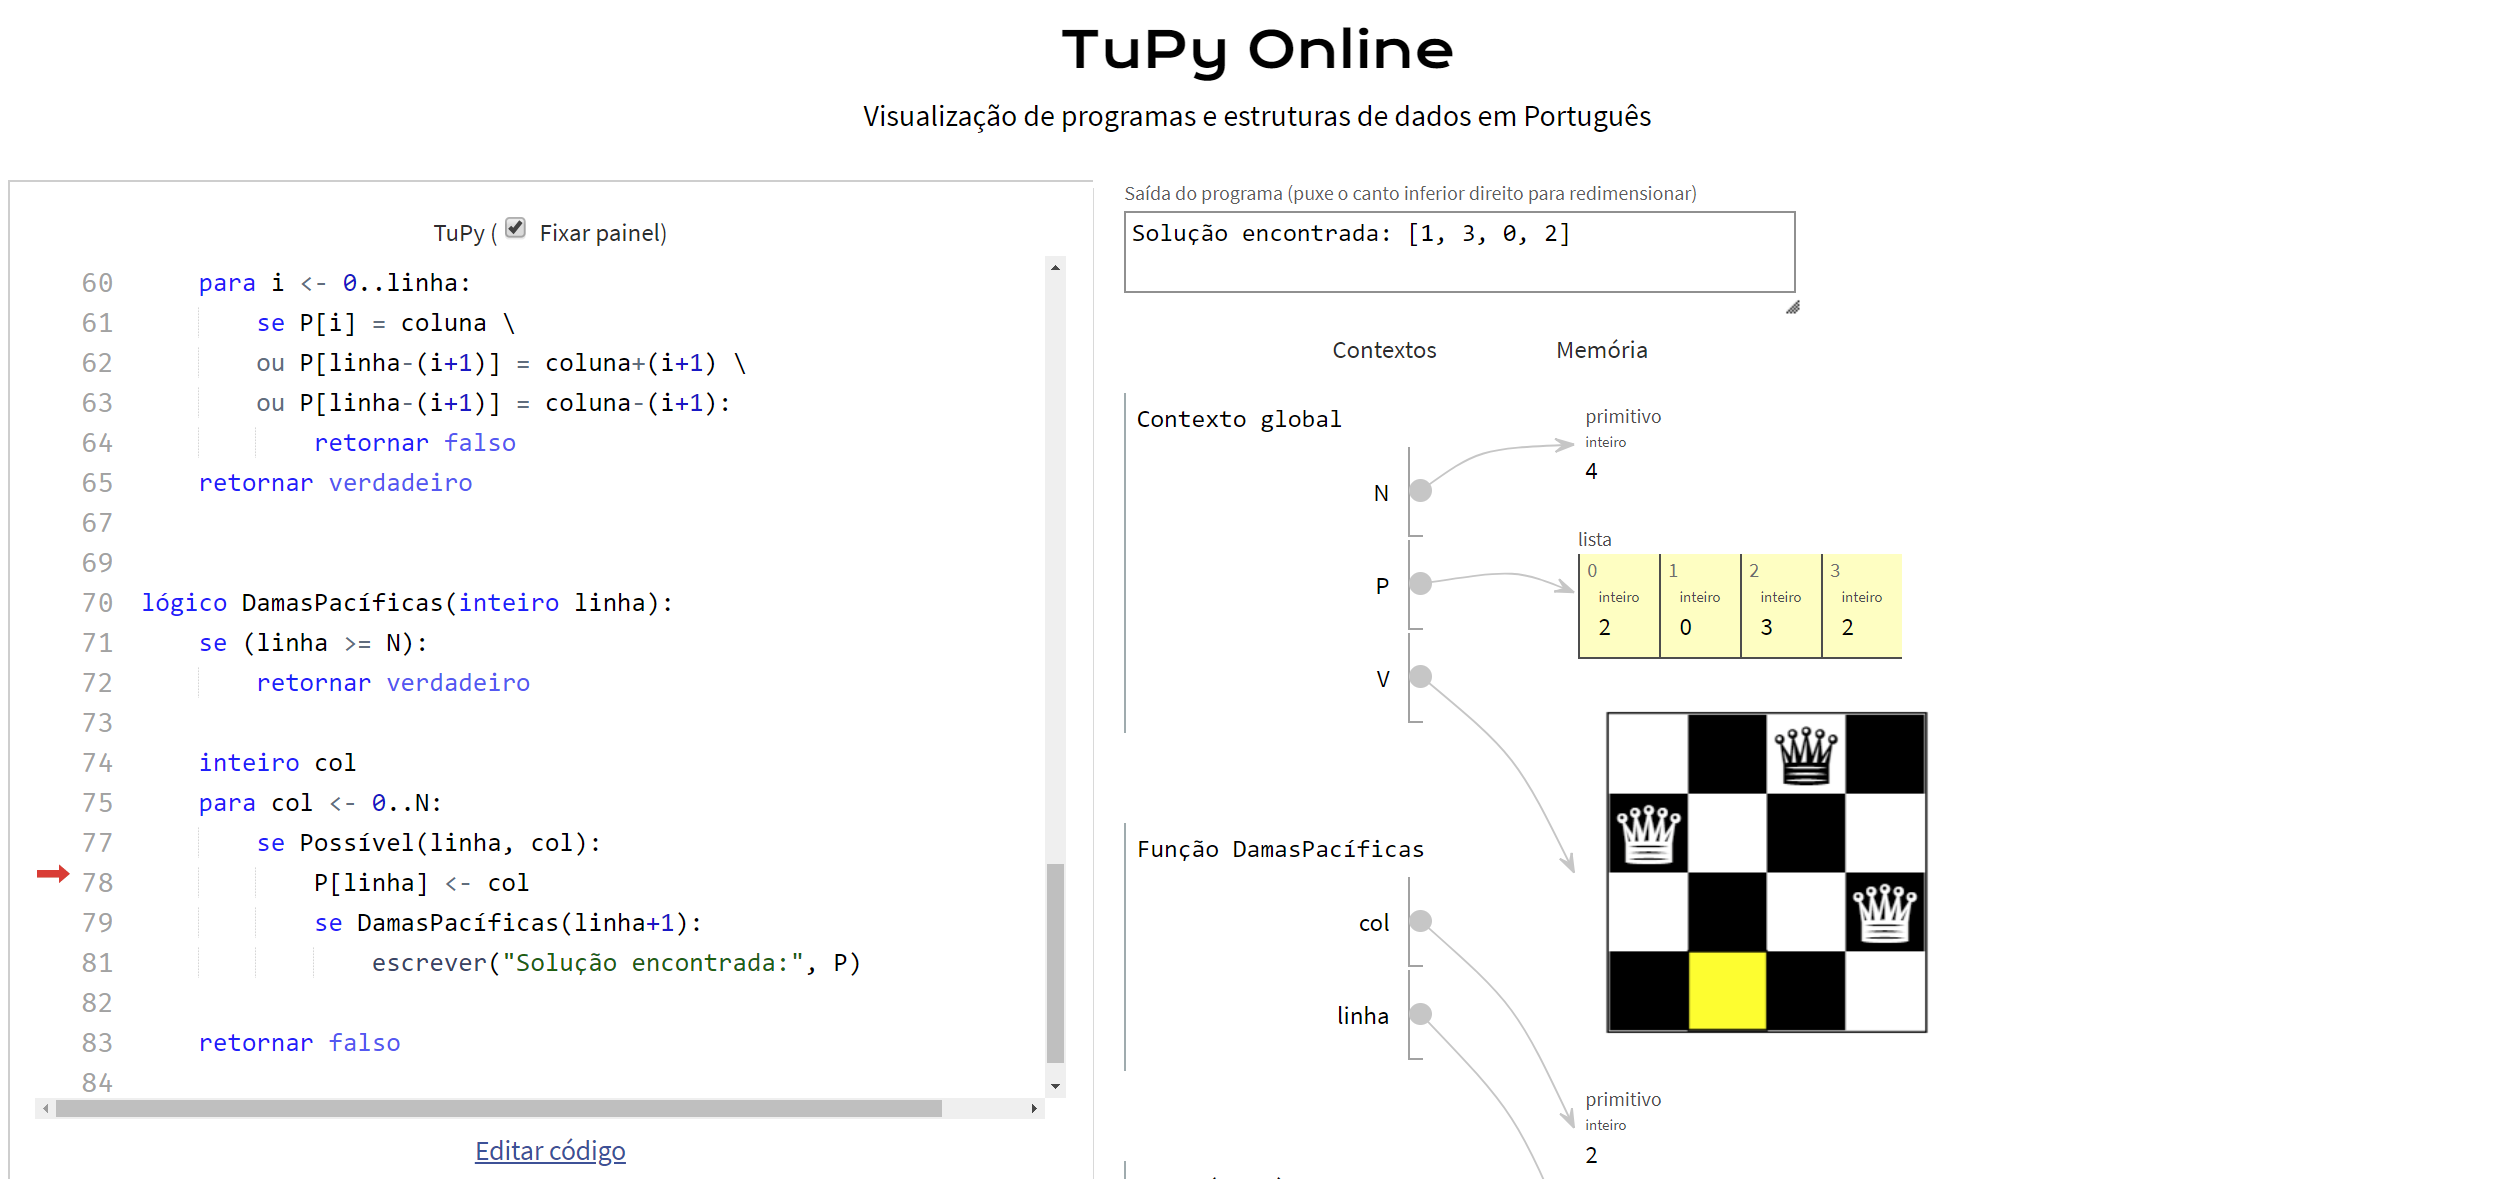 TuPy Online
Visualização de programas e estruturas de dados em Português
TuPy ( Fixar painel)
60 para i <- 0..linha:
61 se P[i] = coluna \
62 ou P[linha-(i+1)] = coluna+(i+1) \
63 ou P[linha-(i+1)] = coluna-(i+1):
64 retornar falso
65 retornar verdadeiro
67
69
70 lógico DamasPacíficas(inteiro linha):
71 se (linha >= N):
72 retornar verdadeiro
73
74 inteiro col
75 para col <- 0..N:
77 se Possível(linha, col):
78 P[linha] <- col
79 se DamasPacíficas(linha+1):
81 escrever("Solução encontrada:", P)
82
83 retornar falso
84
Editar código
Saída do programa (puxe o canto inferior direito para redimensionar)
Solução encontrada: [1, 3, 0, 2]
Contextos Memória
Contexto global
N
P
V
primitivo
inteiro
4
lista
0 1 2 3
inteiro inteiro inteiro inteiro
2 0 3 2
Função DamasPacíficas
col
linha
primitivo
inteiro
2